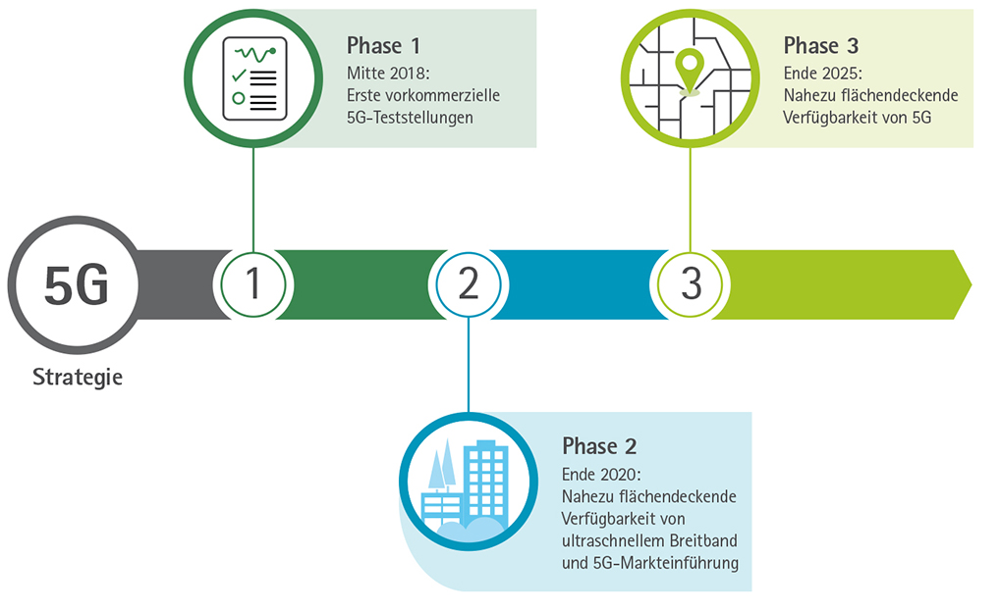 Phase 1
Mitte 2018:
Erste vorkommerzielle
5G-Teststellungen
Phase 3
Ende 2025:
Nahezu flächendeckende
Verfügbarkeit von 5G
5G
1
2
3
Strategie
Phase 2
Ende 2020:
Nahezu flächendeckende
Verfügbarkeit von
ultraschnellem Breitband
und 5G-Markteinführung